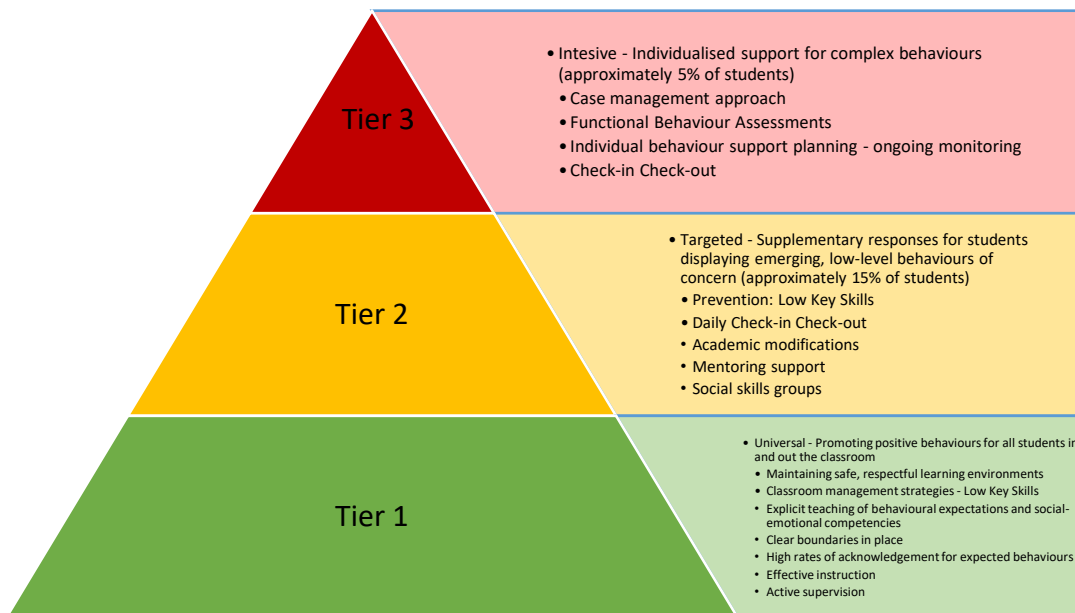 Tier 3
• Intesive - Individualised support for complex behaviours
(approximately 5% of students)
• Case management approach
• Functional Behaviour Assessments
• Individual behaviour support planning - ongoing monitoring
• Check-in Check-out
Tier 2
• Targeted - Supplementary responses for students
displaying emerging, low-level behaviours of
concern (approximately 15% of students)
• Prevention: Low Key Skills
• Daily Check-in Check-out
• Academic modifications
• Mentoring support
• Social skills groups
Tier 1
• Universal - Promoting positive behaviours for all students in
and out the classroom
• Maintaining safe, respectful learning environments
• Classroom management strategies - Low Key Skills
• Explicit teaching of behavioural expectations and social-
emotional competencies
• Clear boundaries in place
• High rates of acknowledgement for expected behaviours
• Effective instruction
• Active supervision